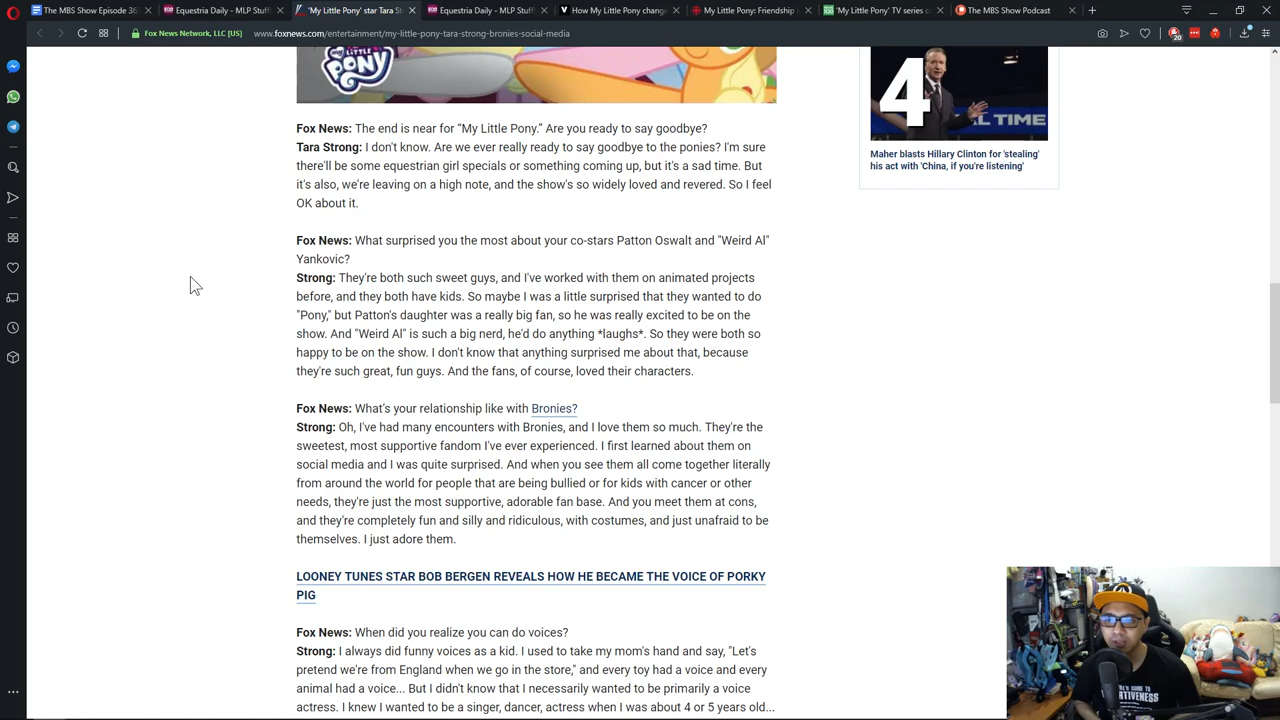 The MBS Show Episode 36
Equestria Daily - MLP Stuff!
'My Little Pony' star Tara St
Equestria Daily - MLP Stuff!
How My Little Pony change
My Little Pony: Friendship
'My Little Pony' TV series c
The MBS Show Podcast
Fox News Network, LLC [US]
www.foxnews.com/entertainment/my-little-pony-tara-strong-bronies-social-media
20
my LITTLE
PONY
4
AL TIME
Maher blasts Hillary Clinton for 'stealing'
his act with 'China, if you're listening'
Fox News: The end is near for “My Little Pony.” Are you ready to say goodbye?
Tara Strong: I don't know. Are we ever really ready to say goodbye to the ponies? I'm sure
there'll be some equestrian girl specials or something coming up, but it's a sad time. But
it's also, we're leaving on a high note, and the show's so widely loved and revered. So I feel
OK about it.
Fox News: What surprised you the most about your co-stars Patton Oswalt and "Weird Al"
Yankovic?
Strong: They're both such sweet guys, and I've worked with them on animated projects
before, and they both have kids. So maybe I was a little surprised that they wanted to do
"Pony," but Patton's daughter was a really big fan, so he was really excited to be on the
show. And "Weird Al" is such a big nerd, he'd do anything *laughs*. So they were both so
happy to be on the show. I don't know that anything surprised me about that, because
they're such great, fun guys. And the fans, of course, loved their characters.
Fox News: What’s your relationship like with Bronies?
Strong: Oh, I've had many encounters with Bronies, and I love them so much. They're the
sweetest, most supportive fandom I've ever experienced. I first learned about them on
social media and I was quite surprised. And when you see them all come together literally
from around the world for people that are being bullied or for kids with cancer or other
needs, they're just the most supportive, adorable fan base. And you meet them at cons,
and they're completely fun and silly and ridiculous, with costumes, and just unafraid to be
themselves. I just adore them.
LOONEY TUNES STAR BOB BERGEN REVEALS HOW HE BECAME THE VOICE OF PORKY
PIG
Fox News: When did you realize you can do voices?
Strong: I always did funny voices as a kid. I used to take my mom's hand and say, "Let's
pretend we're from England when we go in the store," and every toy had a voice and every
animal had a voice... But I didn't know that I necessarily wanted to be primarily a voice
actress. I knew I wanted to be a singer, dancer, actress when I was about 4 or 5 years old...